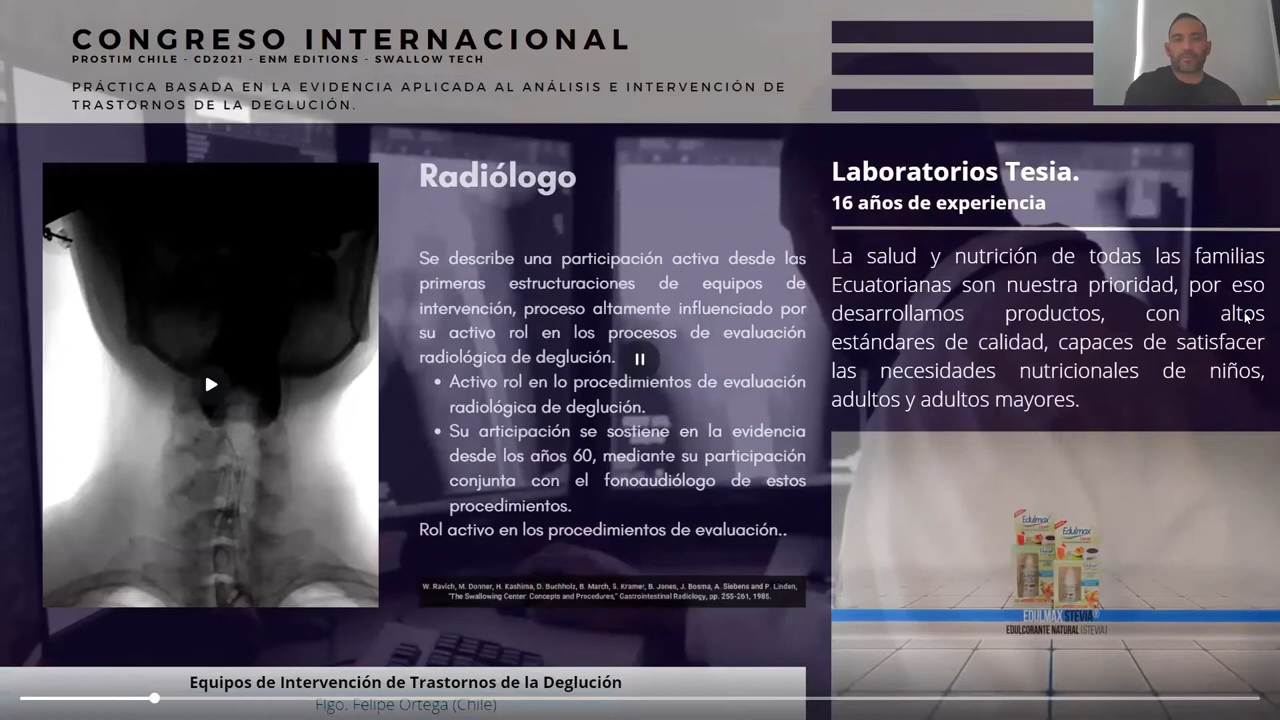 CONGRESO INTERNACIONAL
PROSTIM CHILE - CD2021 - ENM EDITIONS - SWALLOW TECH
PRÁCTICA BASADA EN LA EVIDENCIA APLICADA AL ANÁLISIS E INTERVENCIÓN DE
TRASTORNOS DE LA DEGLUCIÓN.
Radiólogo
Se describe una participación activa desde las
primeras estructuraciones de equipos de
intervención, proceso altamente influenciado por
su activo rol en los procesos de evaluación
radiológica de deglución.
• Activo rol en lo procedimientos de evaluación
radiológica de deglución.
• Su articipación se sostiene en la evidencia
desde los años 60, mediante su participación
conjunta con el fonoaudiólogo de estos
procedimientos.
Rol activo en los procedimientos de evaluación..
W. Ravich, M. Donner, H. Kashima, D. Buchholz, B. March, S. Kramer, B. Jones, J. Bosma, A. Siebens and P. Linden,
"The Swallowing Center: Concepts and Procedures," Gastrointestinal Radiology, pp. 255-261, 1985.
Equipos de Intervención de Trastornos de la Deglución
Flgo. Felipe Ortega (Chile)
Laboratorios Tesia.
16 años de experiencia
La salud y nutrición de todas las familias
Ecuatorianas son nuestra prioridad, por eso
desarrollamos productos, con altos
estándares de calidad, capaces de satisfacer
las necesidades nutricionales de niños,
adultos y adultos mayores.
Edulmax
Edulmax
EDULMAX STEVIA®
EDULCORANTE NATURAL (STEVIA)